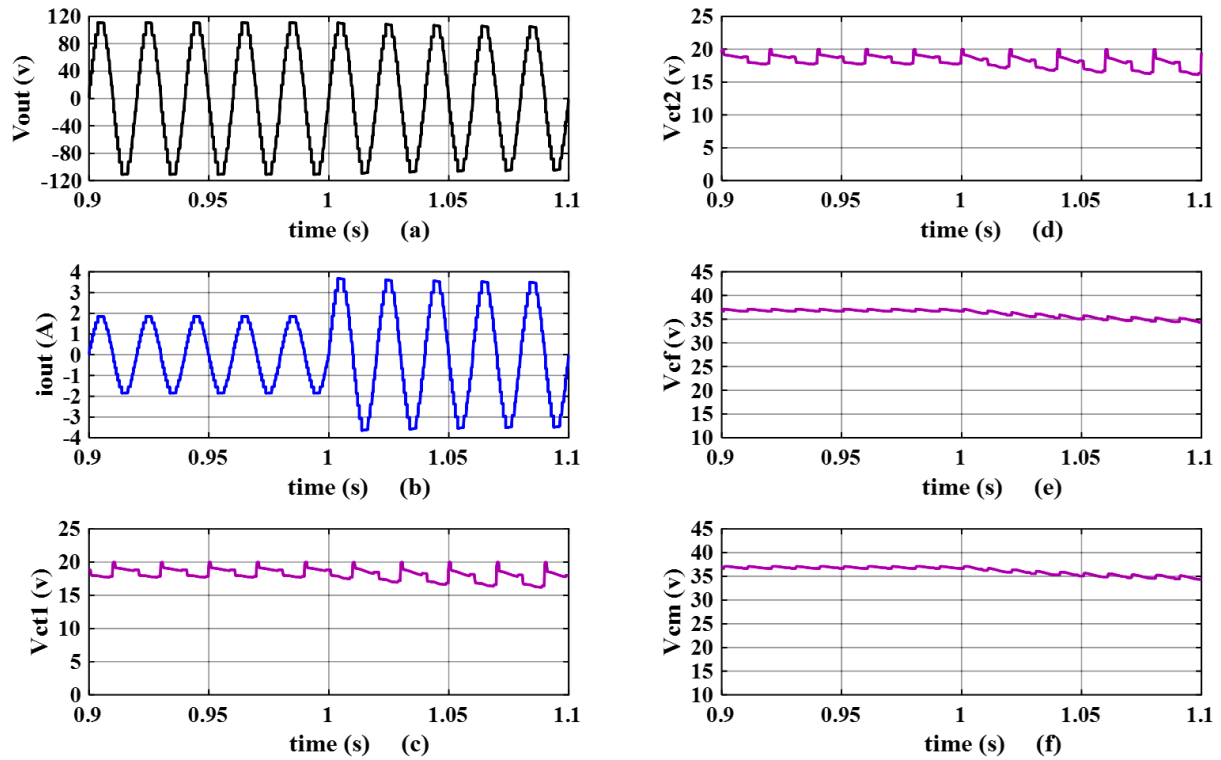 120
80
40
0
-40
-80
-120
Vout (v)
0.9 0.95 1 1.05 1.1
time (s) (a)
25
20
15
10
5
0
Vct2 (v)
0.9 0.95 1 1.05 1.1
time (s) (d)
4
3
2
1
0
-1
-2
-3
-4
iout (A)
0.9 0.95 1 1.05 1.1
time (s) (b)
45
40
35
30
25
20
15
10
Vcf (v)
0.9 0.95 1 1.05 1.1
time (s) (e)
25
20
15
10
5
0
Vct1 (v)
0.9 0.95 1 1.05 1.1
time (s) (c)
45
40
35
30
25
20
15
10
Vcm (v)
0.9 0.95 1 1.05 1.1
time (s) (f)